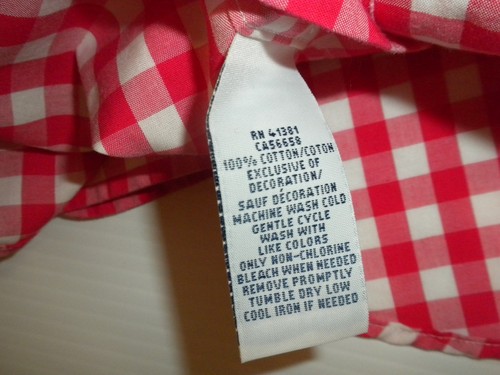 RN 41381
CA56658
100% COTTON/COTON
EXCLUSIVE OF
DECORATION/
SAUF DÉCORATION
MACHINE WASH COLD
GENTLE CYCLE
WASH WITH
LIKE COLORS
ONLY NON-CHLORINE
BLEACH WHEN NEEDED
REMOVE PROMPTLY
TUMBLE DRY LOW
COOL IRON IF NEEDED